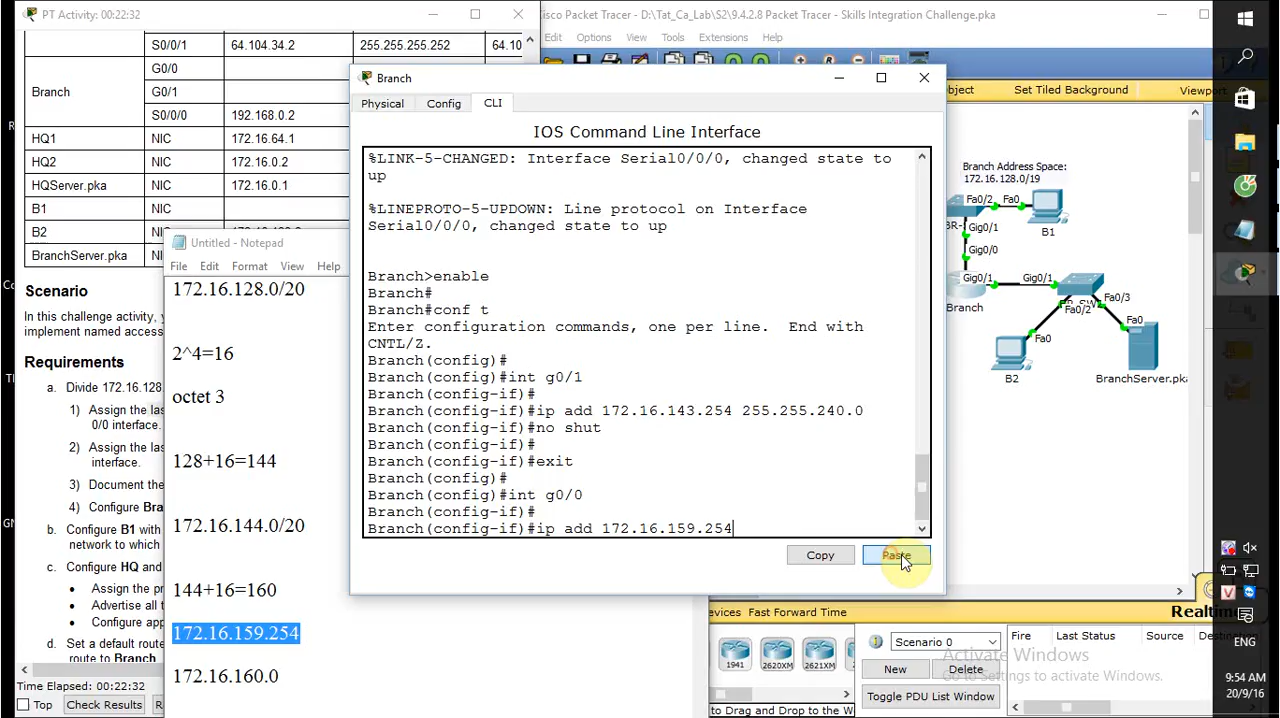 PT Activity: 00:22:32
Cisco Packet Tracer - D:\Tat_Ca_Lab\S2\9.4.2.8 Packet Tracer - Skills Integration Challenge.pka
Edit Options View Tools Extensions Help
S0/0/1 64.104.34.2 255.255.255.252 64.10
Branch
G0/0
G0/1
S0/0/0 192.168.0.2
HQ1 NIC 172.16.64.1
HQ2 NIC 172.16.0.2
HQServer.pka NIC 172.16.0.1
B1 NIC
B2
BranchServer.pka
Scenario
In this challenge activity, y
implement named access
Requirements
a. Divide 172.16.128
1) Assign the las
0/0 interface.
2) Assign the las
interface.
3) Document the
4) Configure Bra
b. Configure B1 with
network to which
c. Configure HQ and
• Assign the pr
• Advertise all t
• Configure app
d. Set a default route
route to Branch
Time Elapsed: 00:22:32
Top Check Results
Untitled - Notepad
File Edit Format View Help
172.16.128.0/20
2^4=16
octet 3
128+16=144
172.16.144.0/20
144+16=160
172.16.159.254
172.16.160.0
Branch
Physical Config CLI
IOS Command Line Interface
%LINK-5-CHANGED: Interface Serial0/0/0, changed state to
up
%LINEPROTO-5-UPDOWN: Line protocol on Interface
Serial0/0/0, changed state to up
Branch>enable
Branch#
Branch#conf t
Enter configuration commands, one per line.  End with
CNTL/Z.
Branch(config)#
Branch(config)#int g0/1
Branch(config-if)#
Branch(config-if)#ip add 172.16.143.254 255.255.240.0
Branch(config-if)#no shut
Branch(config-if)#
Branch(config-if)#exit
Branch(config)#
Branch(config)#int g0/0
Branch(config-if)#
Branch(config-if)#ip add 172.16.159.254
Copy Paste
bject Set Tiled Background Viewport
Branch Address Space:
172.16.128.0/19
Fa0/2 Fa0
B1
Gig0/1
Gig0/0
Gig0/1 Gig0/1
Branch
Fa0/3
Fa0/2
Fa0
Fa0
B2
BranchServer.pka
evices Fast Forward Time
Realtime
1941 2620XM 2621XM
to Drag and Drop to the W
Scenario 0
New Delete
Toggle PDU List Window
Fire Last Status Source Destination
Activate Windows
Go to Settings to activate Windows.
ENG
9:54 AM
20/9/16